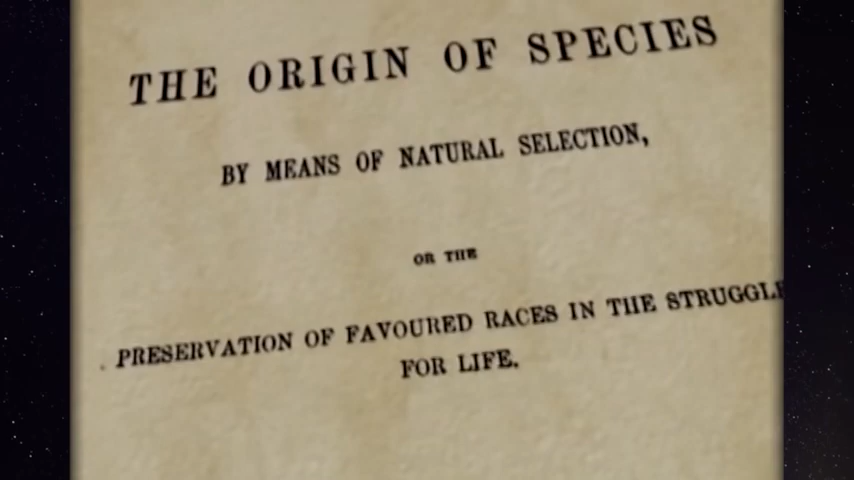 THE ORIGIN OF SPECIES
BY MEANS OF NATURAL SELECTION,
OR THE
PRESERVATION OF FAVOURED RACES IN THE STRUGGLE
FOR LIFE.